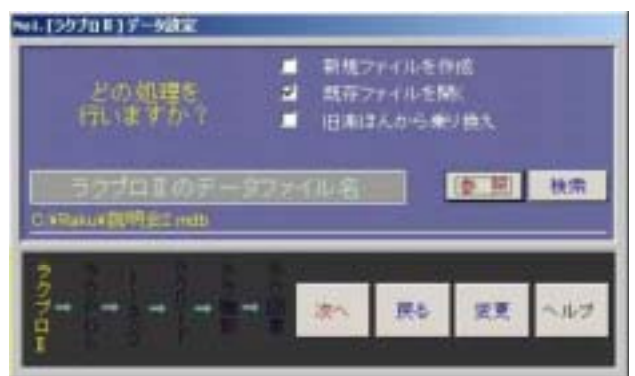 No1.[ラクプロⅡ]データ設定
どの処理を
行いますか？
新規ファイルを作成
既存ファイルを開く
旧楽ほんから乗り換え
ラクプロⅡのデータファイル名
参 照
検索
C:¥Raku¥説明会Ⅱ.mdb
ラクプロⅡ
次へ
戻る
変更
ヘルプ